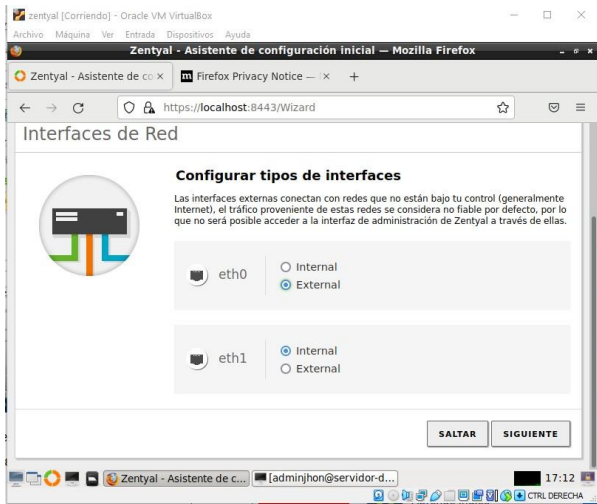 zentyal [Corriendo] - Oracle VM VirtualBox
Archivo Máquina Ver Entrada Dispositivos Ayuda
Zentyal - Asistente de configuración inicial — Mozilla Firefox
Zentyal - Asistente de co Firefox Privacy Notice —
https://localhost:8443/Wizard
Interfaces de Red
Configurar tipos de interfaces
Las interfaces externas conectan con redes que no están bajo tu control (generalmente
Internet), el tráfico proveniente de estas redes se considera no fiable por defecto, por lo
que no será posible acceder a la interfaz de administración de Zentyal a través de ellas.
eth0
Internal
External
eth1
Internal
External
SALTAR SIGUIENTE
Zentyal - Asistente de c... [adminjhon@servidor-d... 17:12
CTRL DERECHA